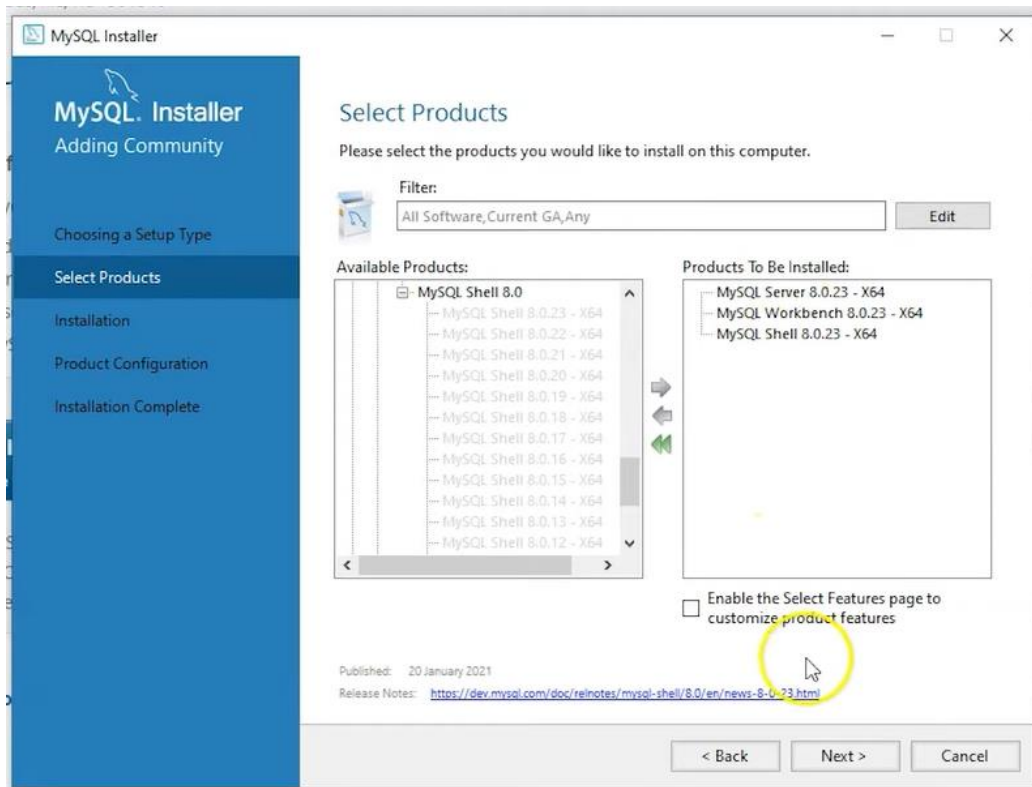 MySQL Installer
MySQL. Installer
Adding Community
Choosing a Setup Type
Select Products
Installation
Product Configuration
Installation Complete
Select Products
Please select the products you would like to install on this computer.
Filter:
All Software,Current GA,Any
Edit
Available Products:
MySQL Shell 8.0
MySQL Shell 8.0.23 - X64
MySQL Shell 8.0.22 - X64
MySQL Shell 8.0.21 - X64
MySQL Shell 8.0.20 - X64
MySQL Shell 8.0.19 - X64
MySQL Shell 8.0.18 - X64
MySQL Shell 8.0.17 - X64
MySQL Shell 8.0.16 - X64
MySQL Shell 8.0.15 - X64
MySQL Shell 8.0.14 - X64
MySQL Shell 8.0.13 - X64
MySQL Shell 8.0.12 - X64
Products To Be Installed:
MySQL Server 8.0.23 - X64
MySQL Workbench 8.0.23 - X64
MySQL Shell 8.0.23 - X64
Enable the Select Features page to
customize product features
Published: 20 January 2021
Release Notes: https://dev.mysql.com/doc/relnotes/mysql-shell/8.0/en/news-8-0-23.html
< Back
Next >
Cancel